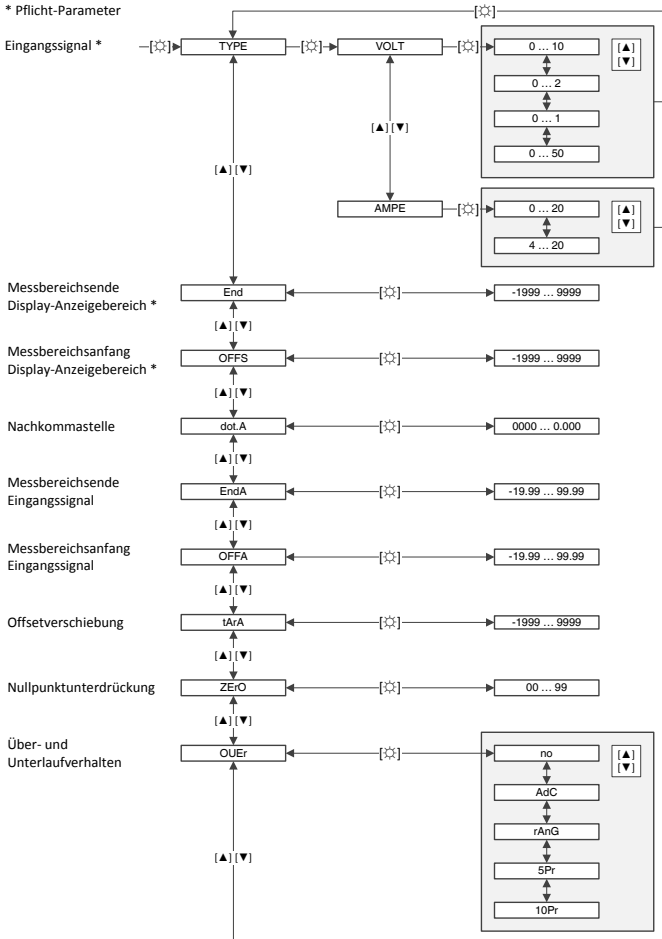 * Pflicht-Parameter
[☼]
Eingangssignal *
[☼] TYPE [☼] VOLT [☼] 0 ... 10 [▲]
[▼]
0 ... 2
0 ... 1
[▲] [▼]
0 ... 50
[▲] [▼]
AMPE [☼] 0 ... 20 [▲]
[▼]
4 ... 20
Messbereichsende
Display-Anzeigebereich *
End [☼] -1999 ... 9999
[▲] [▼]
Messbereichsanfang
Display-Anzeigebereich *
OFFS [☼] -1999 ... 9999
[▲] [▼]
Nachkommastelle
dot.A [☼] 0000 ... 0.000
[▲] [▼]
Messbereichsende
Eingangssignal
EndA [☼] -19.99 ... 99.99
[▲] [▼]
Messbereichsanfang
Eingangssignal
OFFA [☼] -19.99 ... 99.99
[▲] [▼]
Offsetverschiebung
tArA [☼] -1999 ... 9999
[▲] [▼]
Nullpunktunterdrückung
ZErO [☼] 00 ... 99
[▲] [▼]
Über- und
Unterlaufverhalten
OUEr [☼] no [▲]
[▼]
AdC
rAnG
[▲] [▼]
5Pr
10Pr